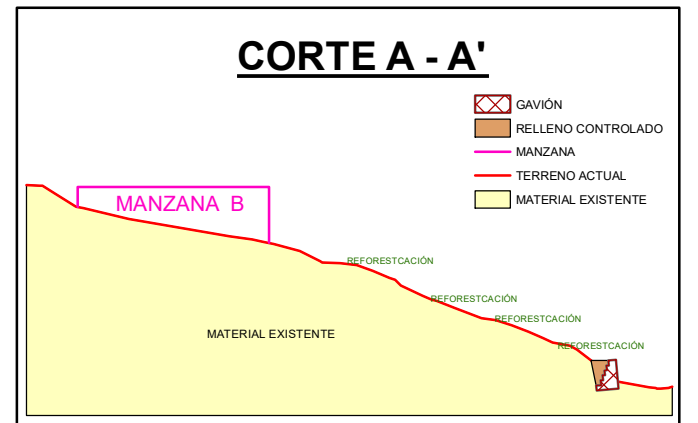 CORTE A - A'
GAVIÓN
RELLENO CONTROLADO
MANZANA
TERRENO ACTUAL
MATERIAL EXISTENTE
MANZANA B
REFORESTCACIÓN
REFORESTCACIÓN
REFORESTCACIÓN
MATERIAL EXISTENTE
REFORESTCACIÓN